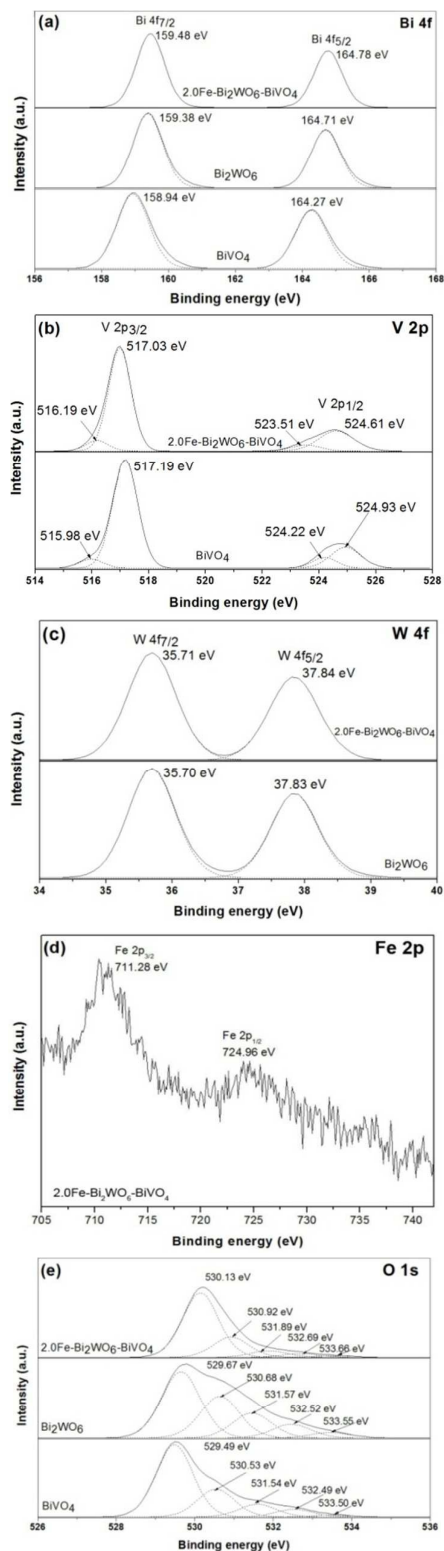 (a)
Bi 4f
Bi 4f7/2
159.48 eV
Bi 4f5/2
164.78 eV
2.0Fe-Bi2WO6-BiVO4
159.38 eV
164.71 eV
Bi2WO6
158.94 eV
164.27 eV
BiVO4
Intensity (a.u.)
156 158 160 162 164 166 168
Binding energy (eV)
(b)
V 2p
V 2p3/2
517.03 eV
516.19 eV
523.51 eV
V 2p1/2
524.61 eV
2.0Fe-Bi2WO6-BiVO4
517.19 eV
524.93 eV
515.98 eV
524.22 eV
BiVO4
Intensity (a.u.)
514 516 518 520 522 524 526 528
Binding energy (eV)
(c)
W 4f
W 4f7/2
35.71 eV
W 4f5/2
37.84 eV
2.0Fe-Bi2WO6-BiVO4
35.70 eV
37.83 eV
Bi2WO6
Intensity (a.u.)
34 35 36 37 38 39 40
Binding energy (eV)
(d)
Fe 2p
Fe 2p3/2
711.28 eV
Fe 2p1/2
724.96 eV
2.0Fe-Bi2WO6-BiVO4
Intensity (a.u.)
705 710 715 720 725 730 735 740
Binding energy (eV)
(e)
O 1s
530.13 eV
530.92 eV
531.89 eV
532.69 eV
533.66 eV
2.0Fe-Bi2WO6-BiVO4
529.67 eV
530.68 eV
531.57 eV
532.52 eV
533.55 eV
Bi2WO6
529.49 eV
530.53 eV
531.54 eV
532.49 eV
533.50 eV
BiVO4
Intensity (a.u.)
526 528 530 532 534 536
Binding energy (eV)